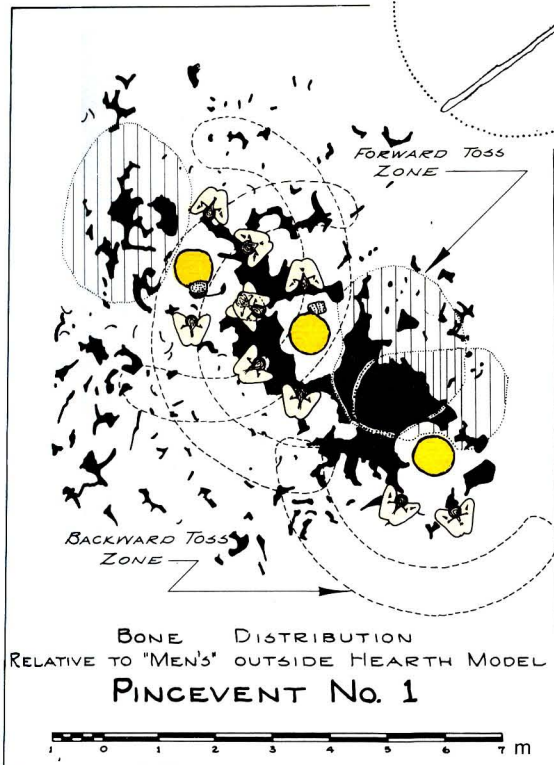 FORWARD TOSS
ZONE
BACKWARD TOSS
ZONE
BONE DISTRIBUTION
RELATIVE TO "MEN'S" OUTSIDE HEARTH MODEL
PINCEVENT NO. 1
1 0 1 2 3 4 5 6 7 m